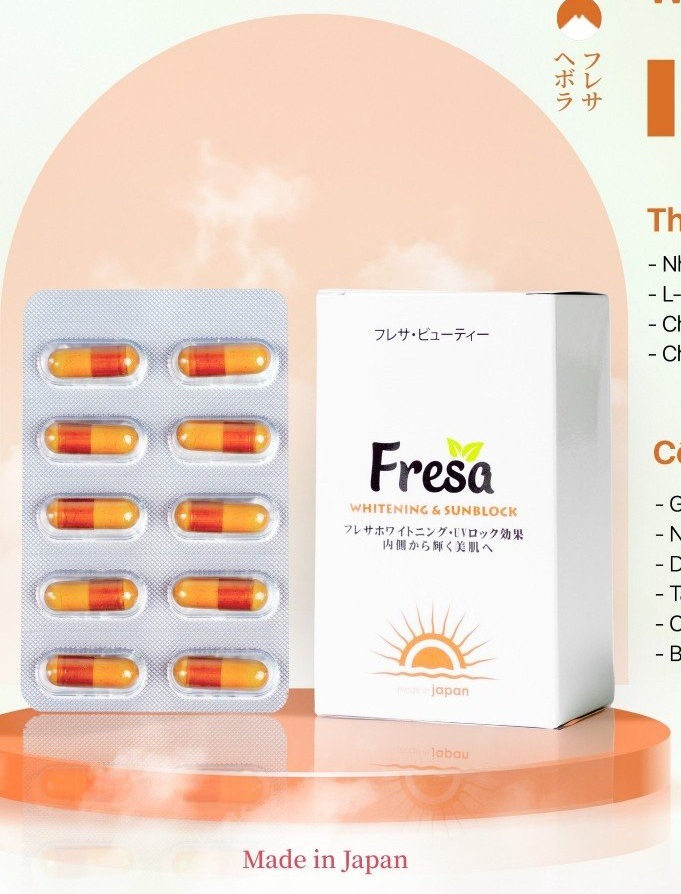 フレサ
ヘボラ
フレサ・ビューティー
Fresa
WHITENING & SUNBLOCK
フレサホワイトニング・UVロック効果
内側から輝く美肌へ
made in japan
Th
- Nh
- L-
- Ch
- Ch
- G
- N
- D
- T
- B
Made in Japan